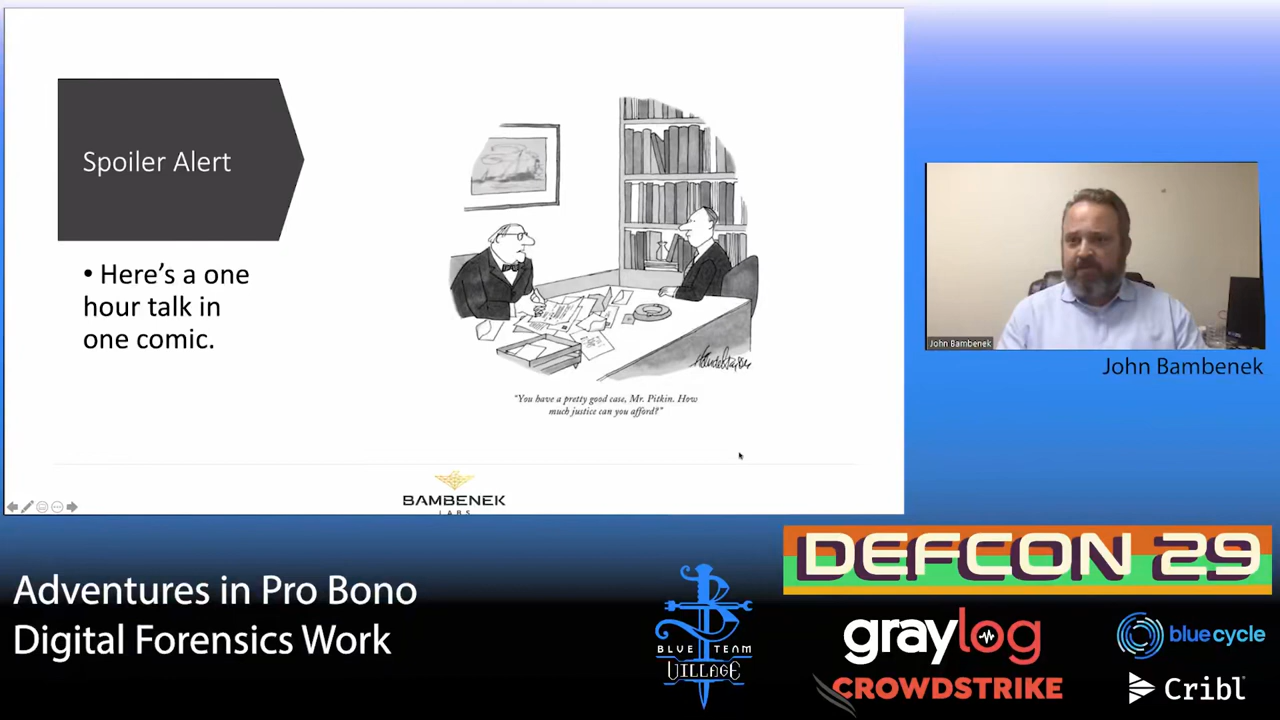 Spoiler Alert
• Here's a one
hour talk in
one comic.
"You have a pretty good case, Mr. Pitkin. How
much justice can you afford?"
BAMBENEK
LABS
John Bambenek
John Bambenek
Adventures in Pro Bono
Digital Forensics Work
BLUE TEAM
VILLAGE
DEFCON 29
graylog
bluecycle
CROWDSTRIKE
Cribl